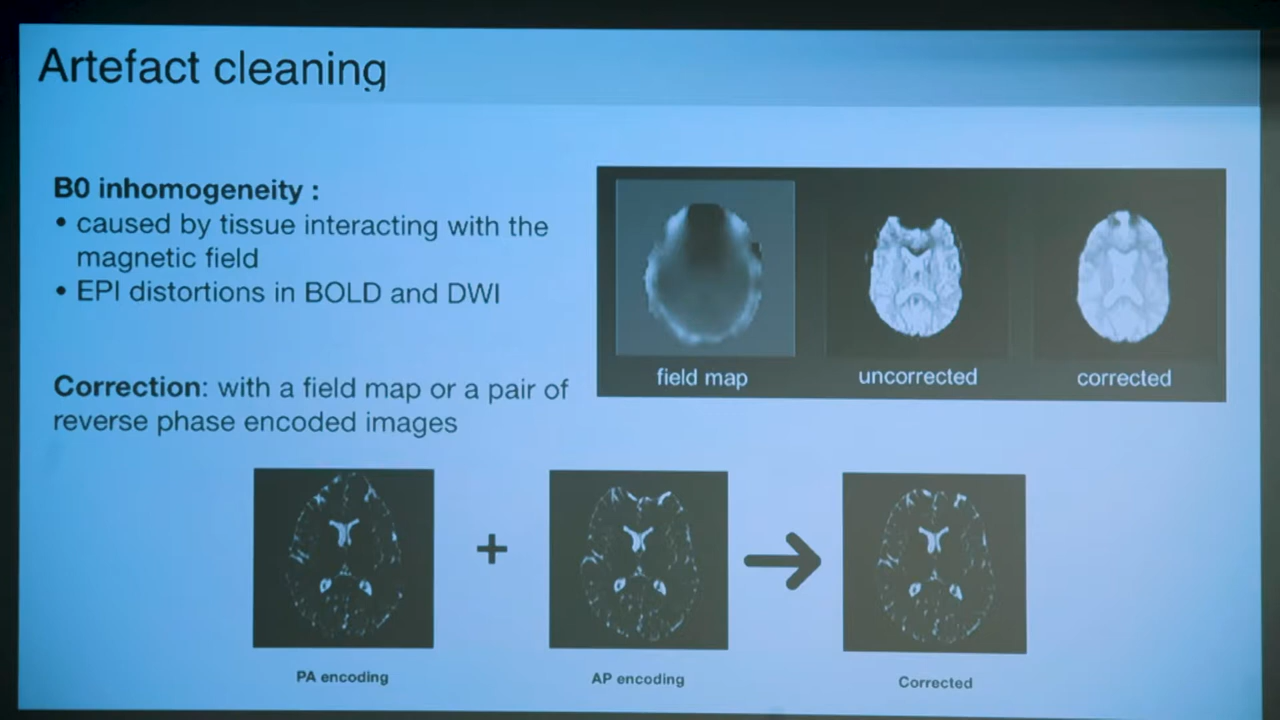 Artefact cleaning
B0 inhomogeneity :
• caused by tissue interacting with the
magnetic field
• EPI distortions in BOLD and DWI
Correction: with a field map or a pair of
reverse phase encoded images
field map
uncorrected
corrected
+
PA encoding
AP encoding
Corrected